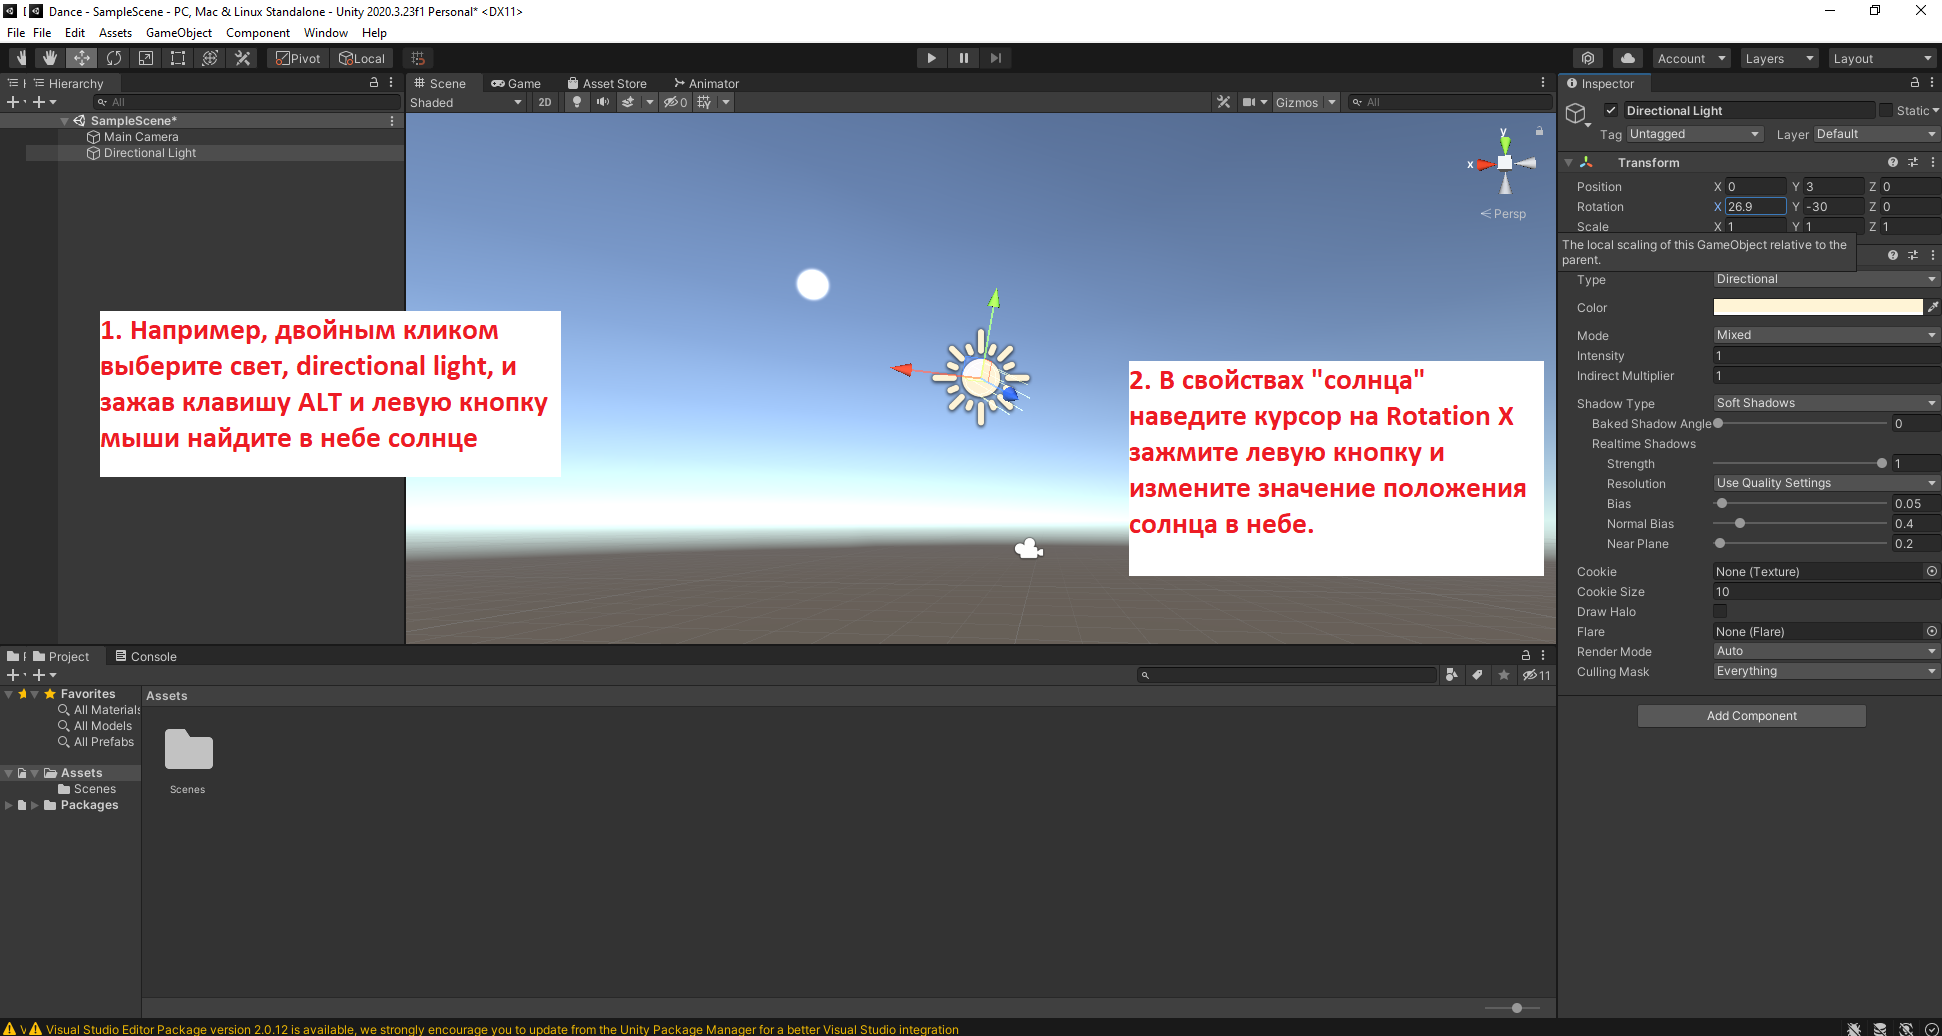 Dance - SampleScene - PC, Mac & Linux Standalone - Unity 2020.3.23f1 Personal* <DX11>
File File Edit Assets GameObject Component Window Help
Pivot Local
Account Layers Layout
Hierarchy
All
SampleScene*
Main Camera
Directional Light
Scene Game Asset Store Animator
Shaded 2D 0 Gizmos All
y
x
Persp
1. Например, двойным кликом
выберите свет, directional light, и
зажав клавишу ALT и левую кнопку
мыши найдите в небе солнце
2. В свойствах "солнца"
наведите курсор на Rotation X
зажмите левую кнопку и
измените значение положения
солнца в небе.
Inspector
Directional Light Static
Tag Untagged Layer Default
Transform
Position X 0 Y 3 Z 0
Rotation X 26.9 Y -30 Z 0
Scale X 1 Y 1 Z 1
The local scaling of this GameObject relative to the
parent.
Type Directional
Color
Mode Mixed
Intensity 1
Indirect Multiplier 1
Shadow Type Soft Shadows
Baked Shadow Angle 0
Realtime Shadows
Strength 1
Resolution Use Quality Settings
Bias 0.05
Normal Bias 0.4
Near Plane 0.2
Cookie None (Texture)
Cookie Size 10
Draw Halo
Flare None (Flare)
Render Mode Auto
Culling Mask Everything
Add Component
Project Console
11
Favorites
All Materials
All Models
All Prefabs
Assets
Scenes
Packages
Assets
Scenes
Visual Studio Editor Package version 2.0.12 is available, we strongly encourage you to update from the Unity Package Manager for a better Visual Studio integration